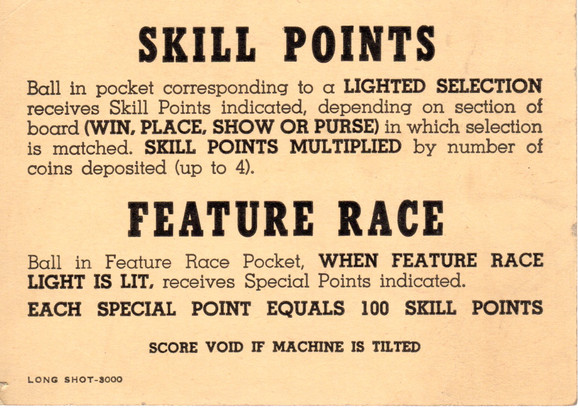 SKILL POINTS
Ball in pocket corresponding to a LIGHTED SELECTION
receives Skill Points indicated, depending on section of
board (WIN, PLACE, SHOW OR PURSE) in which selection
is matched. SKILL POINTS MULTIPLIED by number of
coins deposited (up to 4).
FEATURE RACE
Ball in Feature Race Pocket, WHEN FEATURE RACE
LIGHT IS LIT, receives Special Points indicated.
EACH SPECIAL POINT EQUALS 100 SKILL POINTS
SCORE VOID IF MACHINE IS TILTED
LONG SHOT-3000